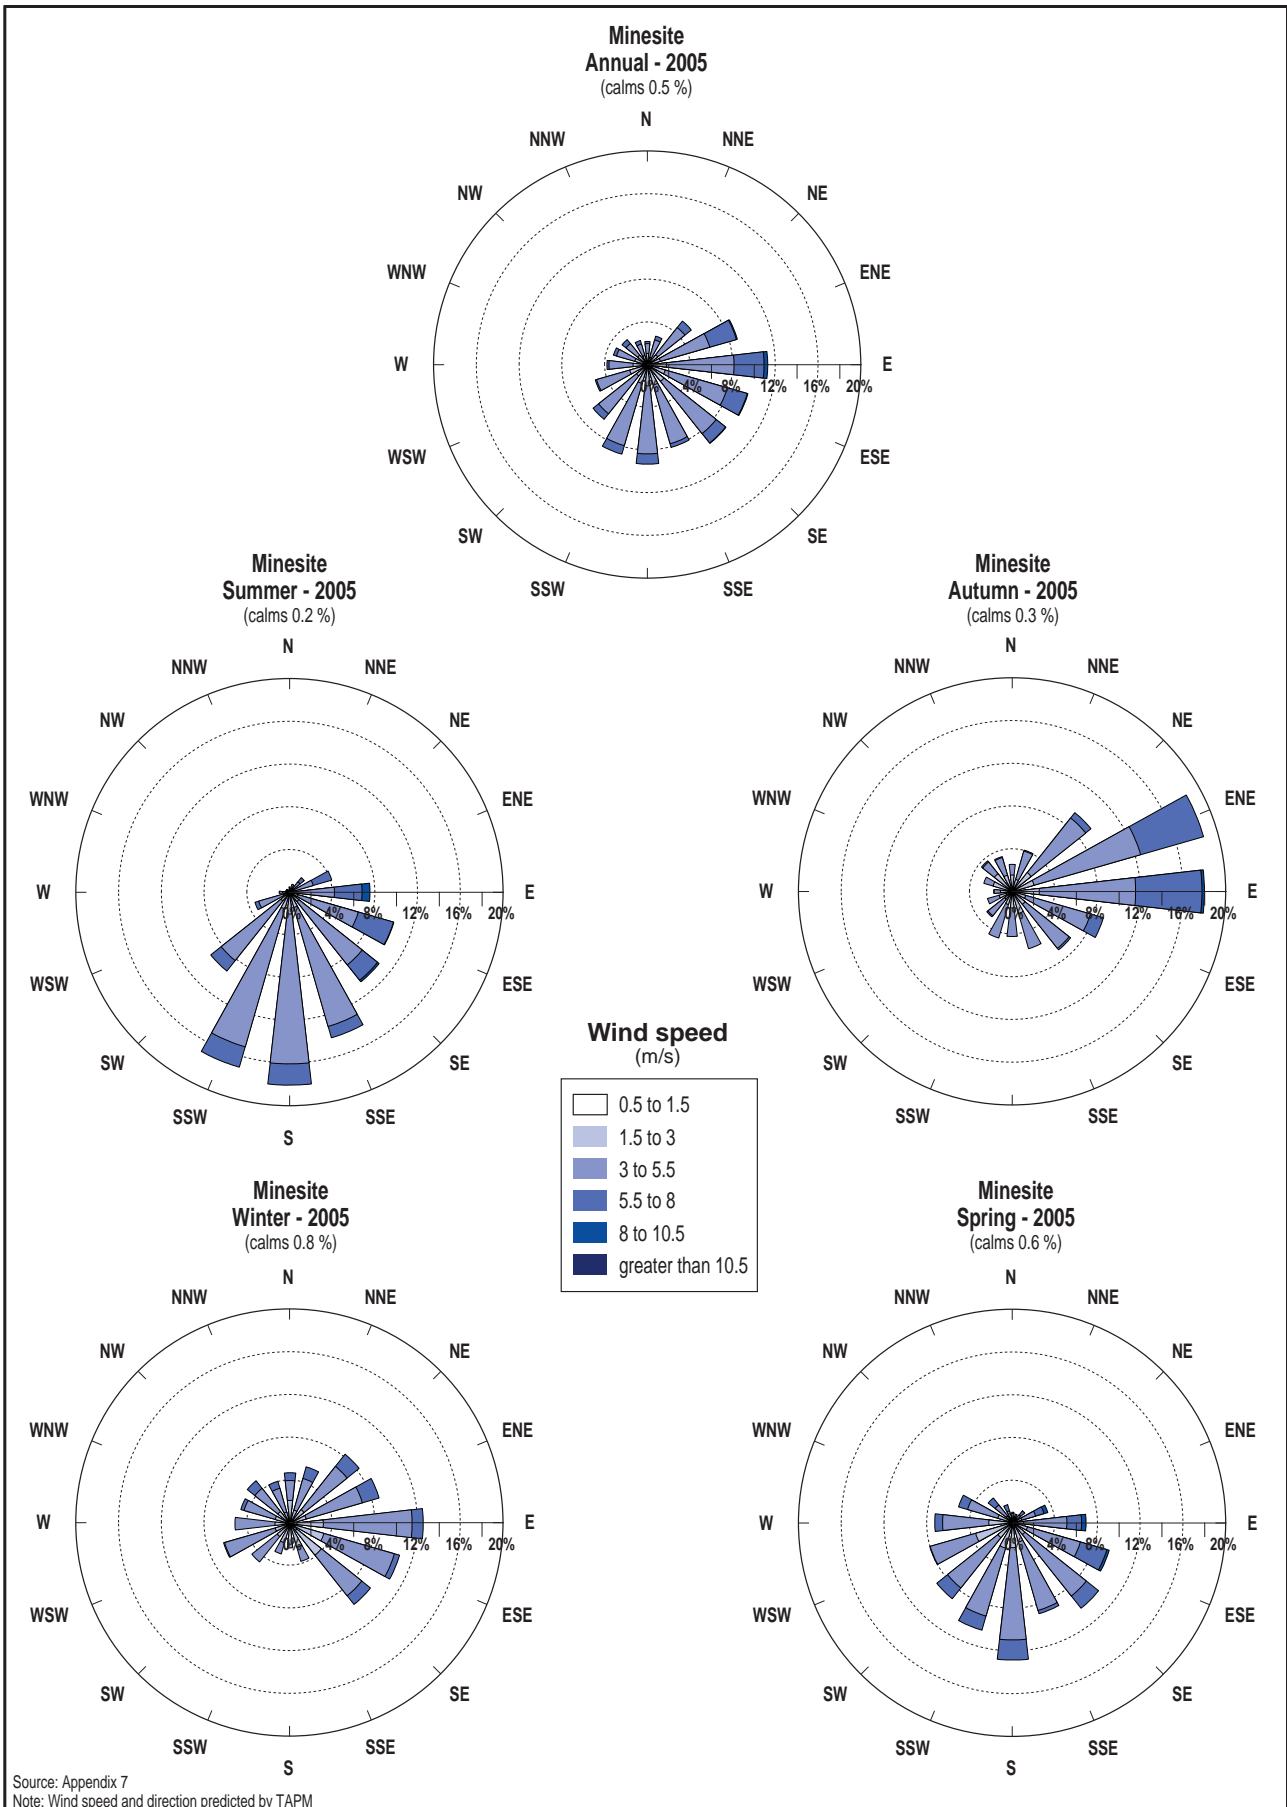 Minesite
Annual - 2005
(calms 0.5 %)
N
NNW
NNE
NW
NE
WNW
ENE
W
E
0%
4%
8%
12%
16%
20%
WSW
ESE
SW
SE
SSW
SSE
Minesite
Summer - 2005
(calms 0.2 %)
N
NNW
NNE
NW
NE
WNW
ENE
W
E
0%
4%
8%
12%
16%
20%
WSW
ESE
SW
SE
SSW
SSE
S
Minesite
Autumn - 2005
(calms 0.3 %)
N
NNW
NNE
NW
NE
WNW
ENE
W
E
0%
4%
8%
12%
16%
20%
WSW
ESE
SW
SE
SSW
SSE
Wind speed
(m/s)
0.5 to 1.5
1.5 to 3
3 to 5.5
5.5 to 8
8 to 10.5
greater than 10.5
Minesite
Winter - 2005
(calms 0.8 %)
N
NNW
NNE
NW
NE
WNW
ENE
W
E
0%
4%
8%
12%
16%
20%
WSW
ESE
SW
SE
SSW
SSE
S
Minesite
Spring - 2005
(calms 0.6 %)
N
NNW
NNE
NW
NE
WNW
ENE
W
E
0%
4%
8%
12%
16%
20%
WSW
ESE
SW
SE
SSW
SSE
S
Source: Appendix 7
Note: Wind speed and direction predicted by TAPM